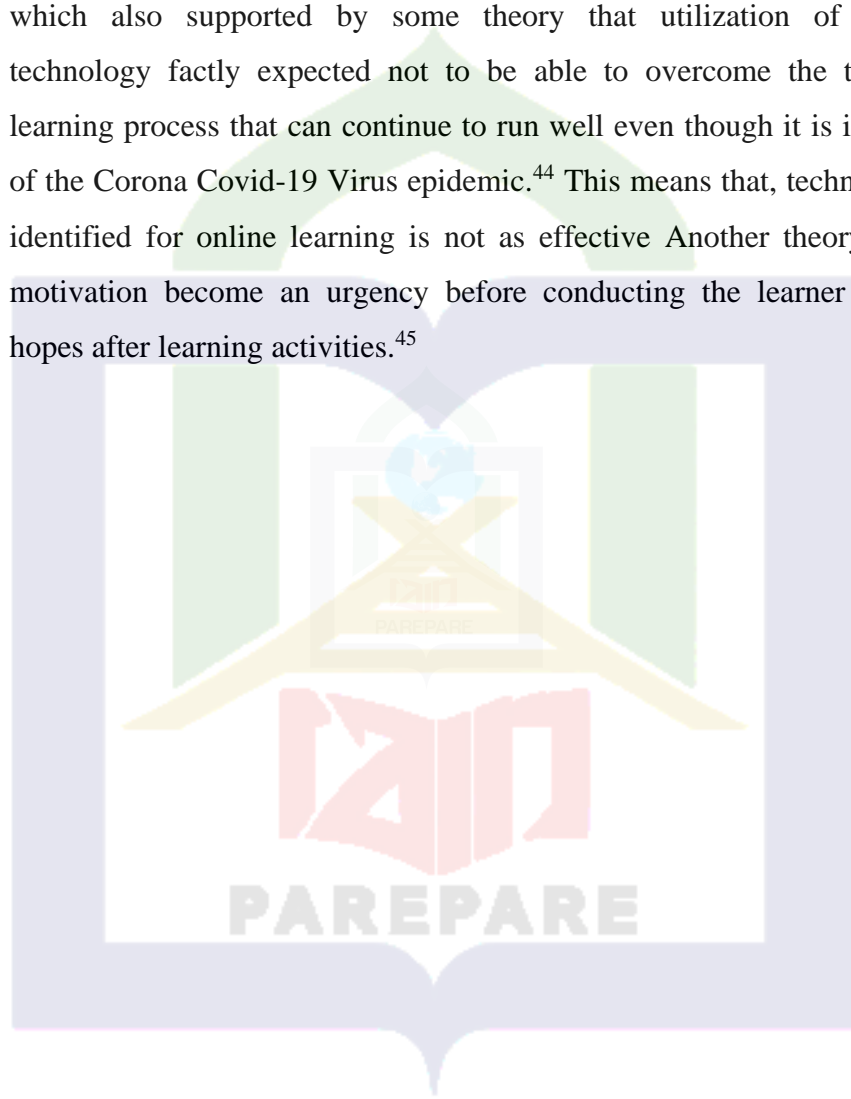 which also supported by some theory that utilization of
technology factly expected not to be able to overcome the t
learning process that can continue to run well even though it is i
of the Corona Covid-19 Virus epidemic.44 This means that, techn
identified for online learning is not as effective Another theory
motivation become an urgency before conducting the learner
hopes after learning activities.45
PAREPARE
PAREPARE